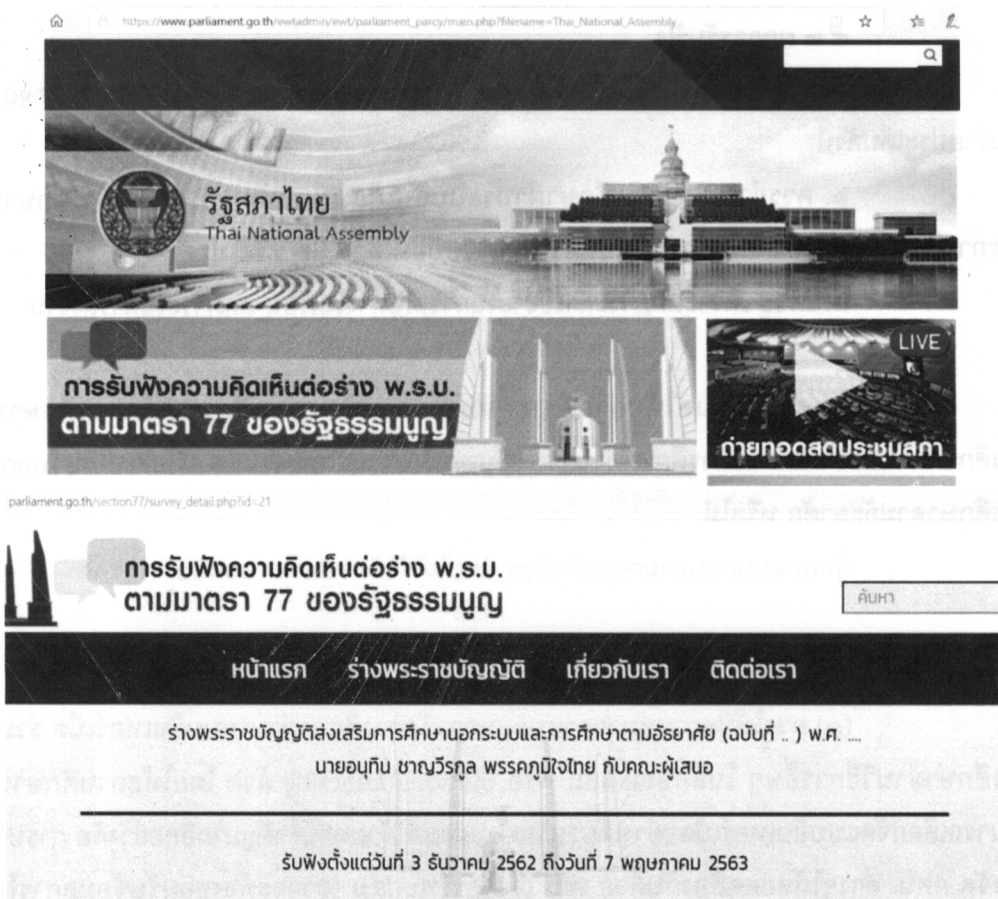 https://www.parliament.go.th/ewtadmin/ewt/parliament_parcy/main.php?filename=Thai_National_Assembly
รัฐสภาไทย
Thai National Assembly
LIVE
การรับฟังความคิดเห็นต่อร่าง พ.ร.บ.
ตามมาตรา 77 ของรัฐธรรมนูญ
ถ่ายทอดสดประชุมสภา
parliament.go.th/section77/survey_detail.php?id=21
การรับฟังความคิดเห็นต่อร่าง พ.ร.บ.
ตามมาตรา 77 ของรัฐธรรมนูญ
ค้นหา
หน้าแรก ร่างพระราชบัญญัติ เกี่ยวกับเรา ติดต่อเรา
ร่างพระราชบัญญัติส่งเสริมการศึกษานอกระบบและการศึกษาตามอัธยาศัย (ฉบับที่ .. ) พ.ศ. ....
นายอนุทิน ชาญวีรกูล พรรคภูมิใจไทย กับคณะผู้เสนอ
รับฟังตั้งแต่วันที่ 3 ธันวาคม 2562 ถึงวันที่ 7 พฤษภาคม 2563